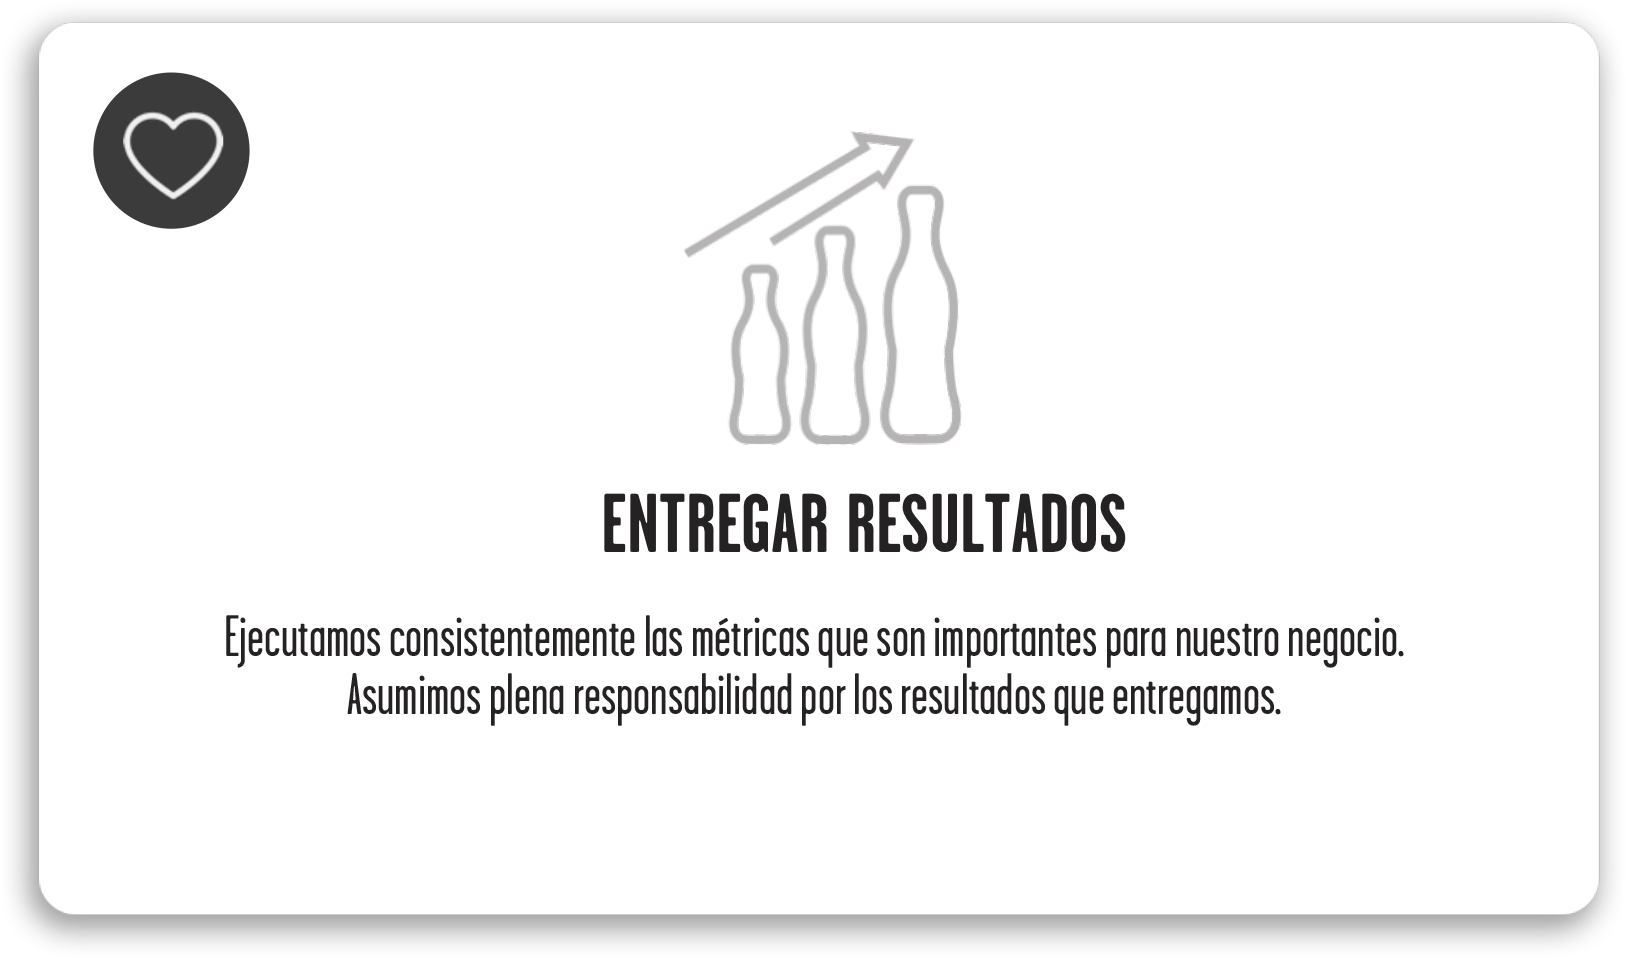 ENTREGAR RESULTADOS
Ejecutamos consistentemente las métricas que son importantes para nuestro negocio.
Asumimos plena responsabilidad por los resultados que entregamos.